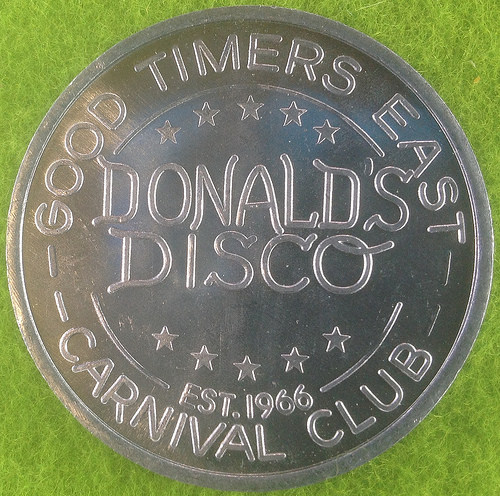 GOOD TIMERS EAST
DONALD'S
DISCO
EST. 1966
CARNIVAL CLUB